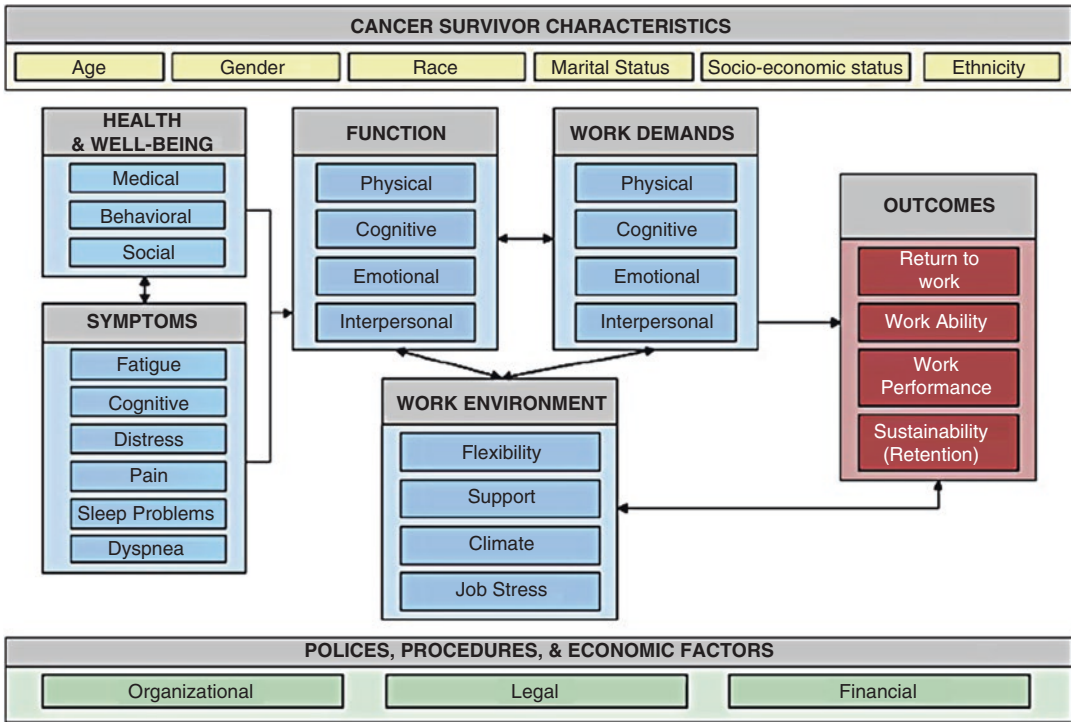 CANCER SURVIVOR CHARACTERISTICS
Age
Gender
Race
Marital Status
Socio-economic status
Ethnicity
HEALTH
& WELL-BEING
Medical
Behavioral
Social
SYMPTOMS
Fatigue
Cognitive
Distress
Pain
Sleep Problems
Dyspnea
FUNCTION
Physical
Cognitive
Emotional
Interpersonal
WORK DEMANDS
Physical
Cognitive
Emotional
Interpersonal
WORK ENVIRONMENT
Flexibility
Support
Climate
Job Stress
OUTCOMES
Return to
work
Work Ability
Work
Performance
Sustainability
(Retention)
POLICES, PROCEDURES, & ECONOMIC FACTORS
Organizational
Legal
Financial